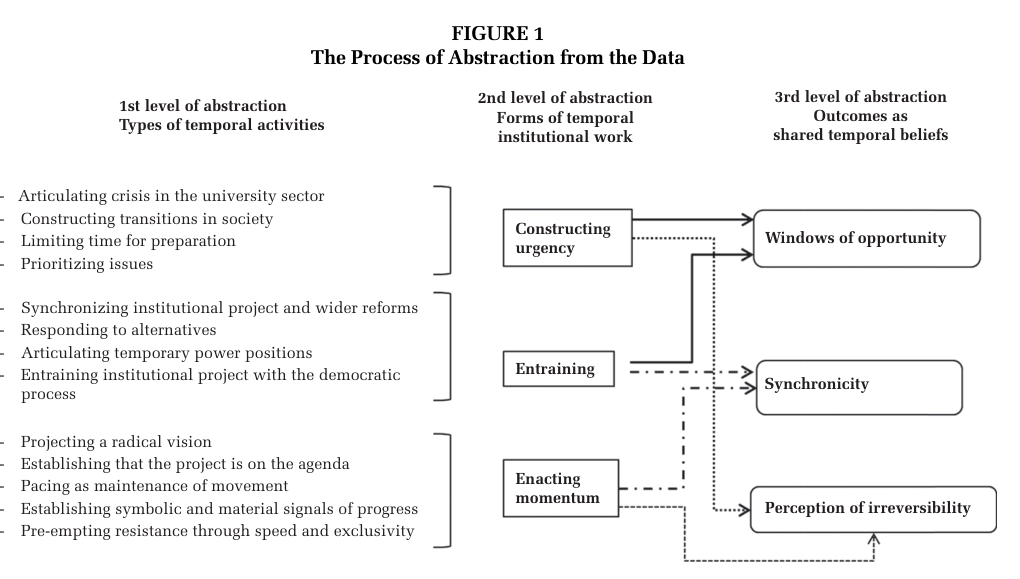 FIGURE 1
The Process of Abstraction from the Data
1st level of abstraction
Types of temporal activities
2nd level of abstraction
Forms of temporal
institutional work
3rd level of abstraction
Outcomes as
shared temporal beliefs
- Articulating crisis in the university sector
- Constructing transitions in society
- Limiting time for preparation
- Prioritizing issues
Constructing
urgency
Windows of opportunity
- Synchronizing institutional project and wider reforms
- Responding to alternatives
- Articulating temporary power positions
- Entraining institutional project with the democratic
process
Entraining
Synchronicity
- Projecting a radical vision
- Establishing that the project is on the agenda
- Pacing as maintenance of movement
- Establishing symbolic and material signals of progress
- Pre-empting resistance through speed and exclusivity
Enacting
momentum
Perception of irreversibility